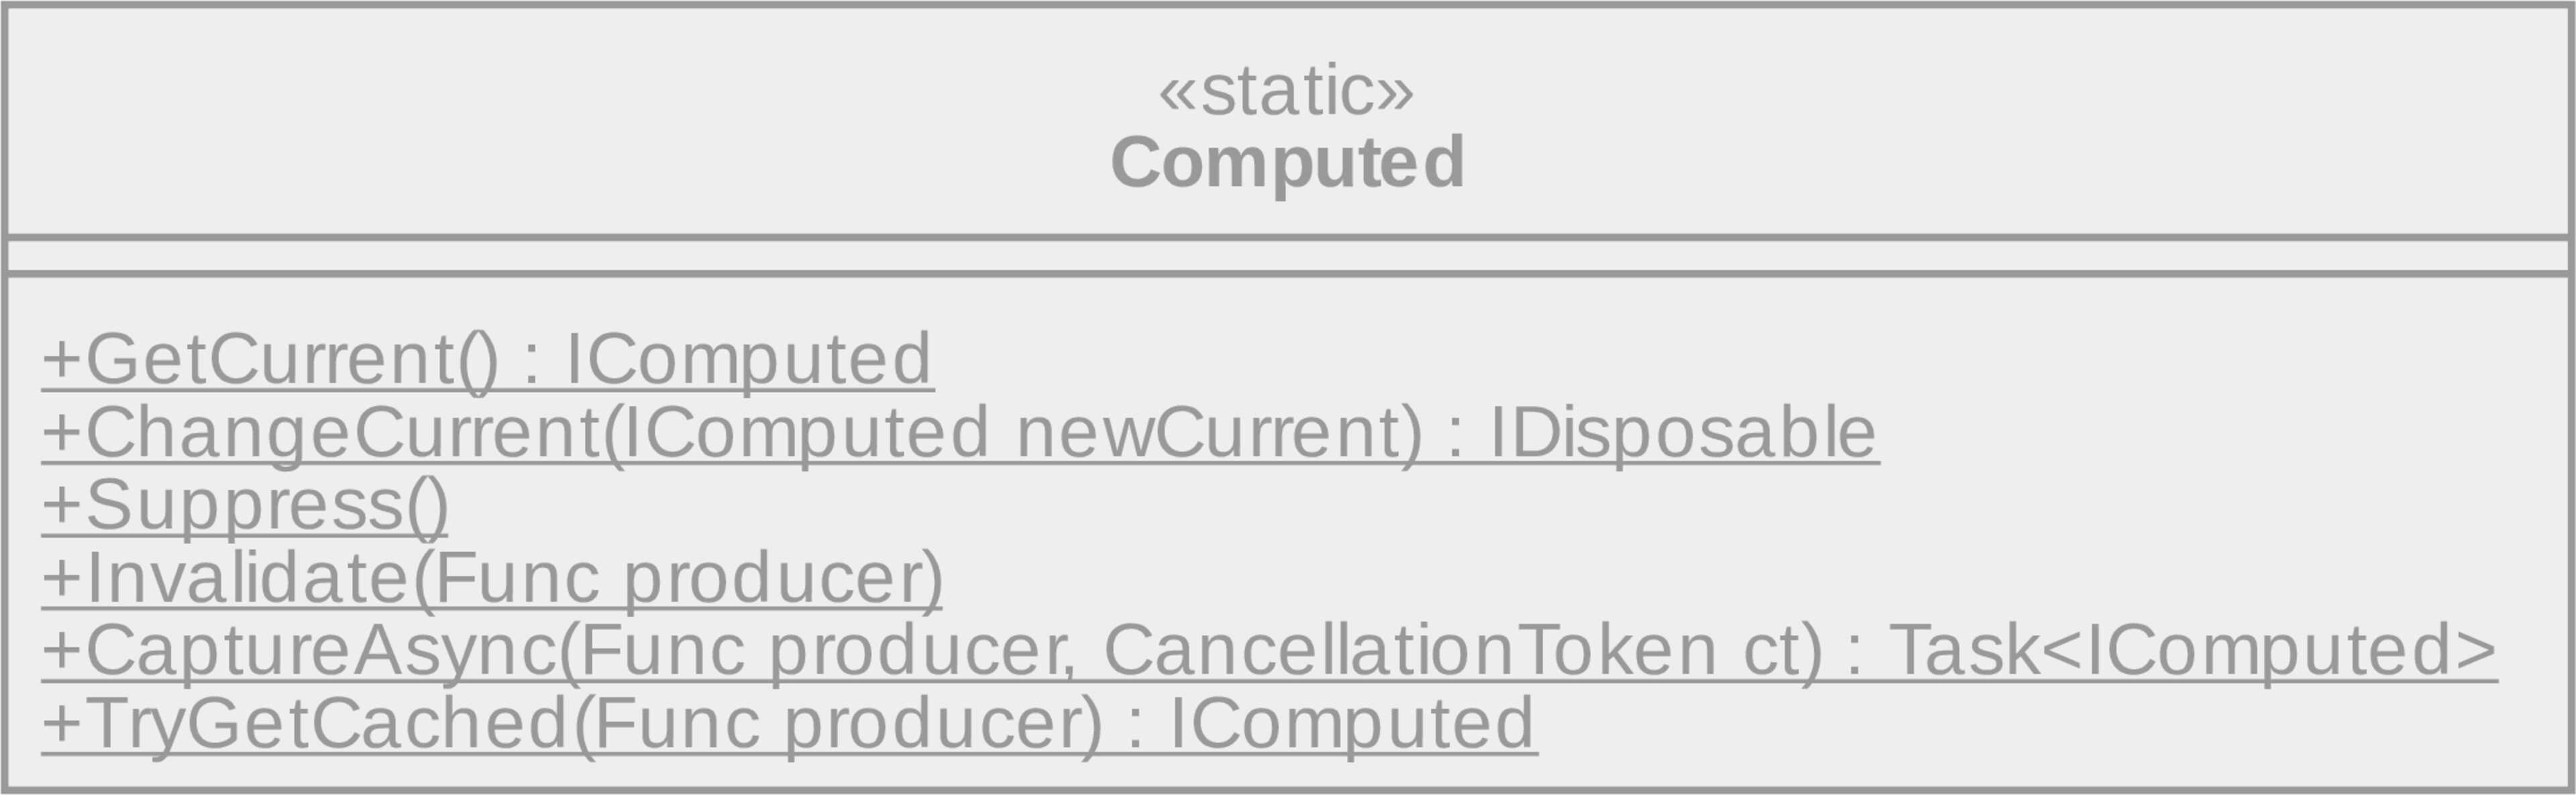 «static»
Computed
+GetCurrent() : IComputed
+ChangeCurrent(IComputed newCurrent) : IDisposable
+Suppress()
+Invalidate(Func producer)
+CaptureAsync(Func producer, CancellationToken ct) : Task<IComputed>
+TryGetCached(Func producer) : IComputed